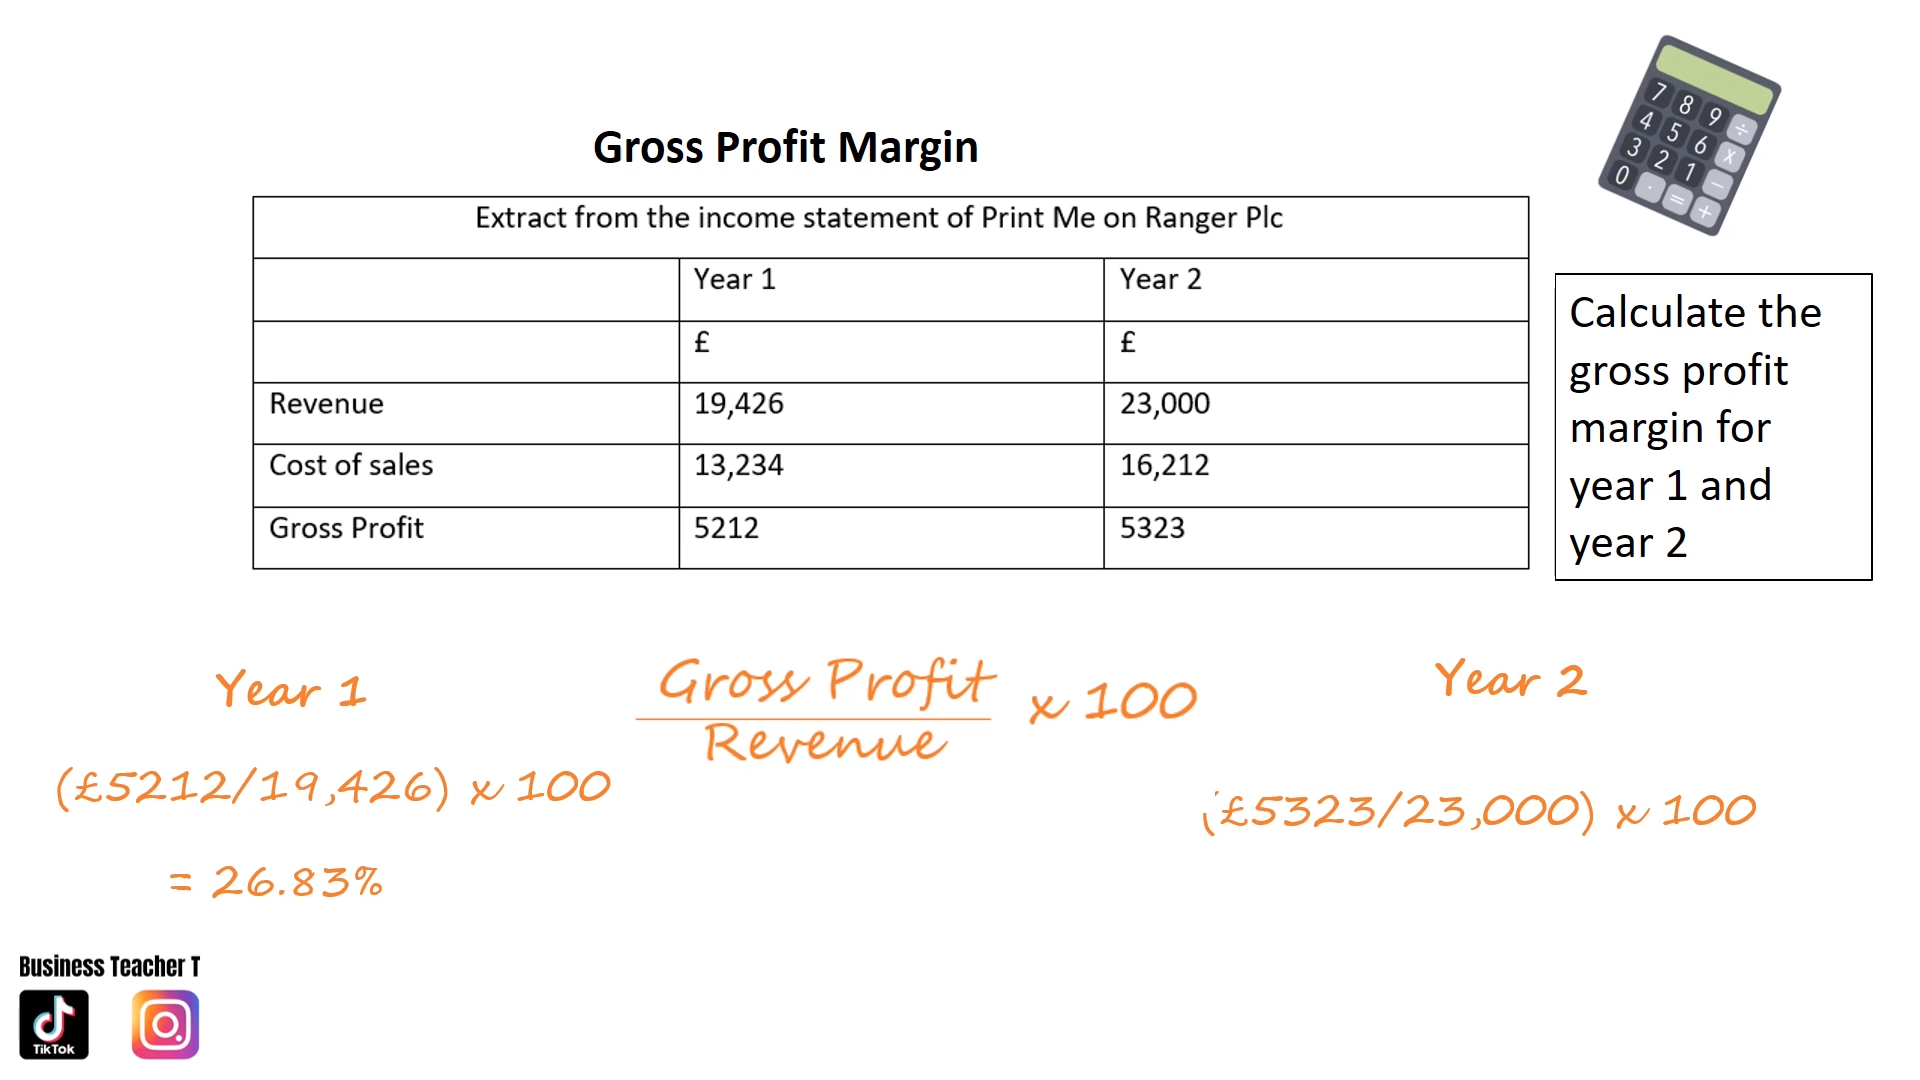 Gross Profit Margin
7 8 9 ÷
4 5 6 x
3 2 1 −
0 . = +
Extract from the income statement of Print Me on Ranger Plc
Year 1 Year 2
£ £
Revenue 19,426 23,000
Cost of sales 13,234 16,212
Gross Profit 5212 5323
Calculate the
gross profit
margin for
year 1 and
year 2
Year 1
(£5212/19,426) x 100
= 26.83%
Gross Profit
Revenue
x 100
Year 2
(£5323/23,000) x 100
Business Teacher T
TikTok